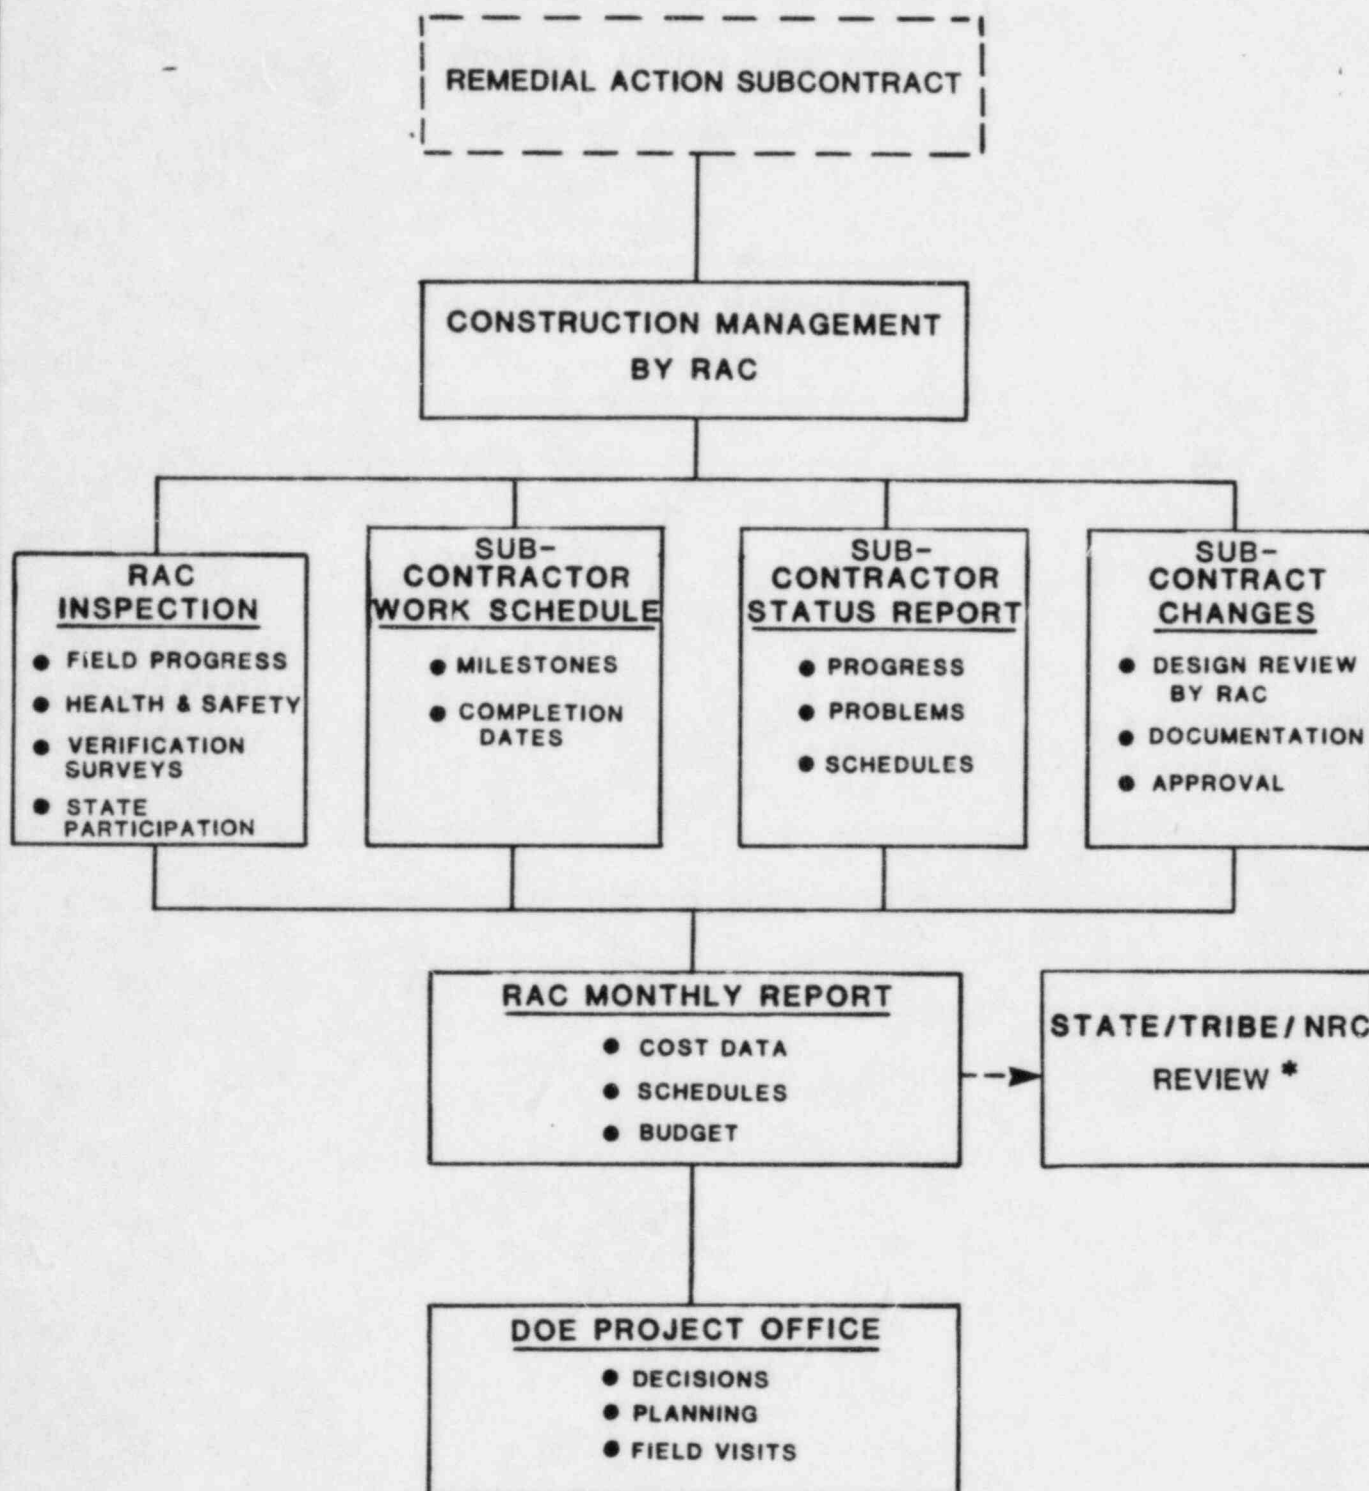 REMEDIAL ACTION SUBCONTRACT
CONSTRUCTION MANAGEMENT
BY RAC
RAC
INSPECTION
● FIELD PROGRESS
● HEALTH & SAFETY
● VERIFICATION
SURVEYS
● STATE
PARTICIPATION
SUB-
CONTRACTOR
WORK SCHEDULE
● MILESTONES
● COMPLETION
DATES
SUB-
CONTRACTOR
STATUS REPORT
● PROGRESS
● PROBLEMS
● SCHEDULES
SUB-
CONTRACT
CHANGES
● DESIGN REVIEW
BY RAC
● DOCUMENTATION
● APPROVAL
RAC MONTHLY REPORT
● COST DATA
● SCHEDULES
● BUDGET
STATE/TRIBE/NRC
REVIEW *
DOE PROJECT OFFICE
● DECISIONS
● PLANNING
● FIELD VISITS